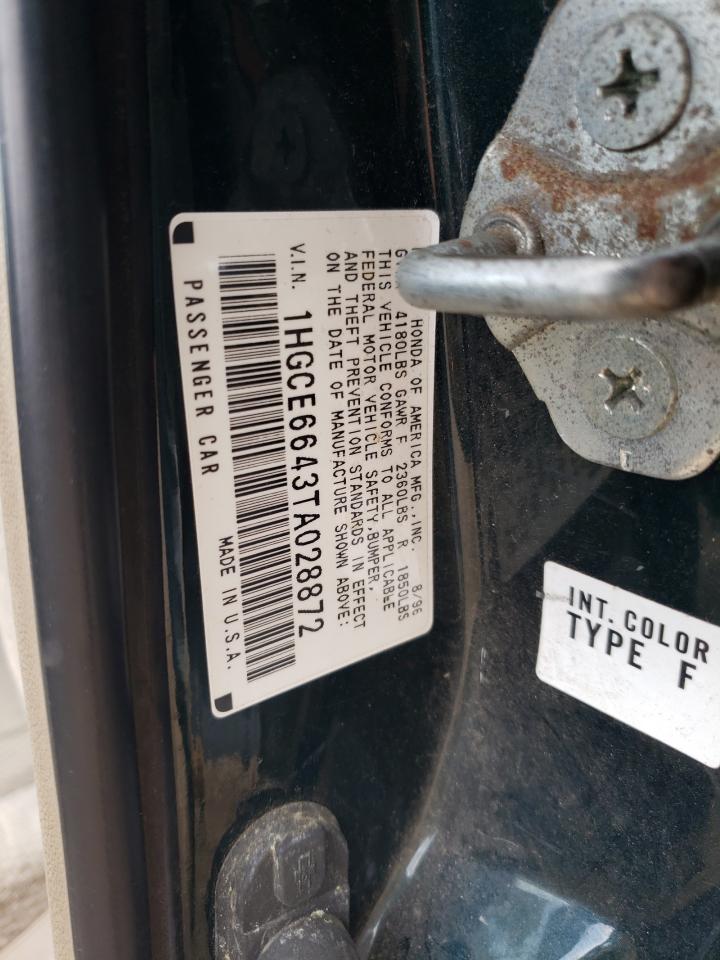 HONDA OF AMERICA MFG., INC. 8/96
4180LBS GAWR F 2360LBS R 1850LBS
THIS VEHICLE CONFORMS TO ALL APPLICABLE
FEDERAL MOTOR VEHICLE SAFETY, BUMPER,
AND THEFT PREVENTION STANDARDS IN EFFECT
ON THE DATE OF MANUFACTURE SHOWN ABOVE:
V.I.N. 1HGCE6643TA028872
PASSENGER CAR MADE IN U.S.A.
INT. COLOR
TYPE F